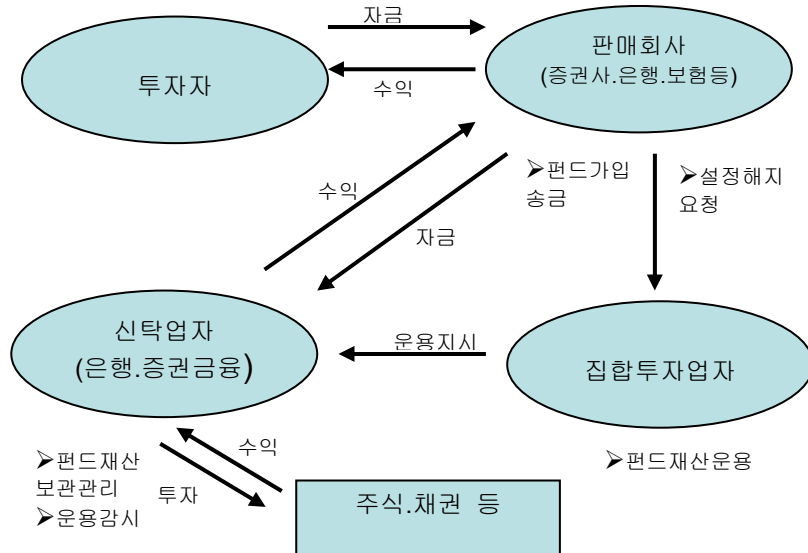 자금
투자자
판매회사
(증권사.은행.보험등)
수익
수익
➢펀드가입
송금
➢설정해지
요청
자금
신탁업자
(은행.증권금융)
운용지시
집합투자업자
➢펀드재산
보관관리
➢운용감시
수익
투자
➢펀드재산운용
주식.채권 등